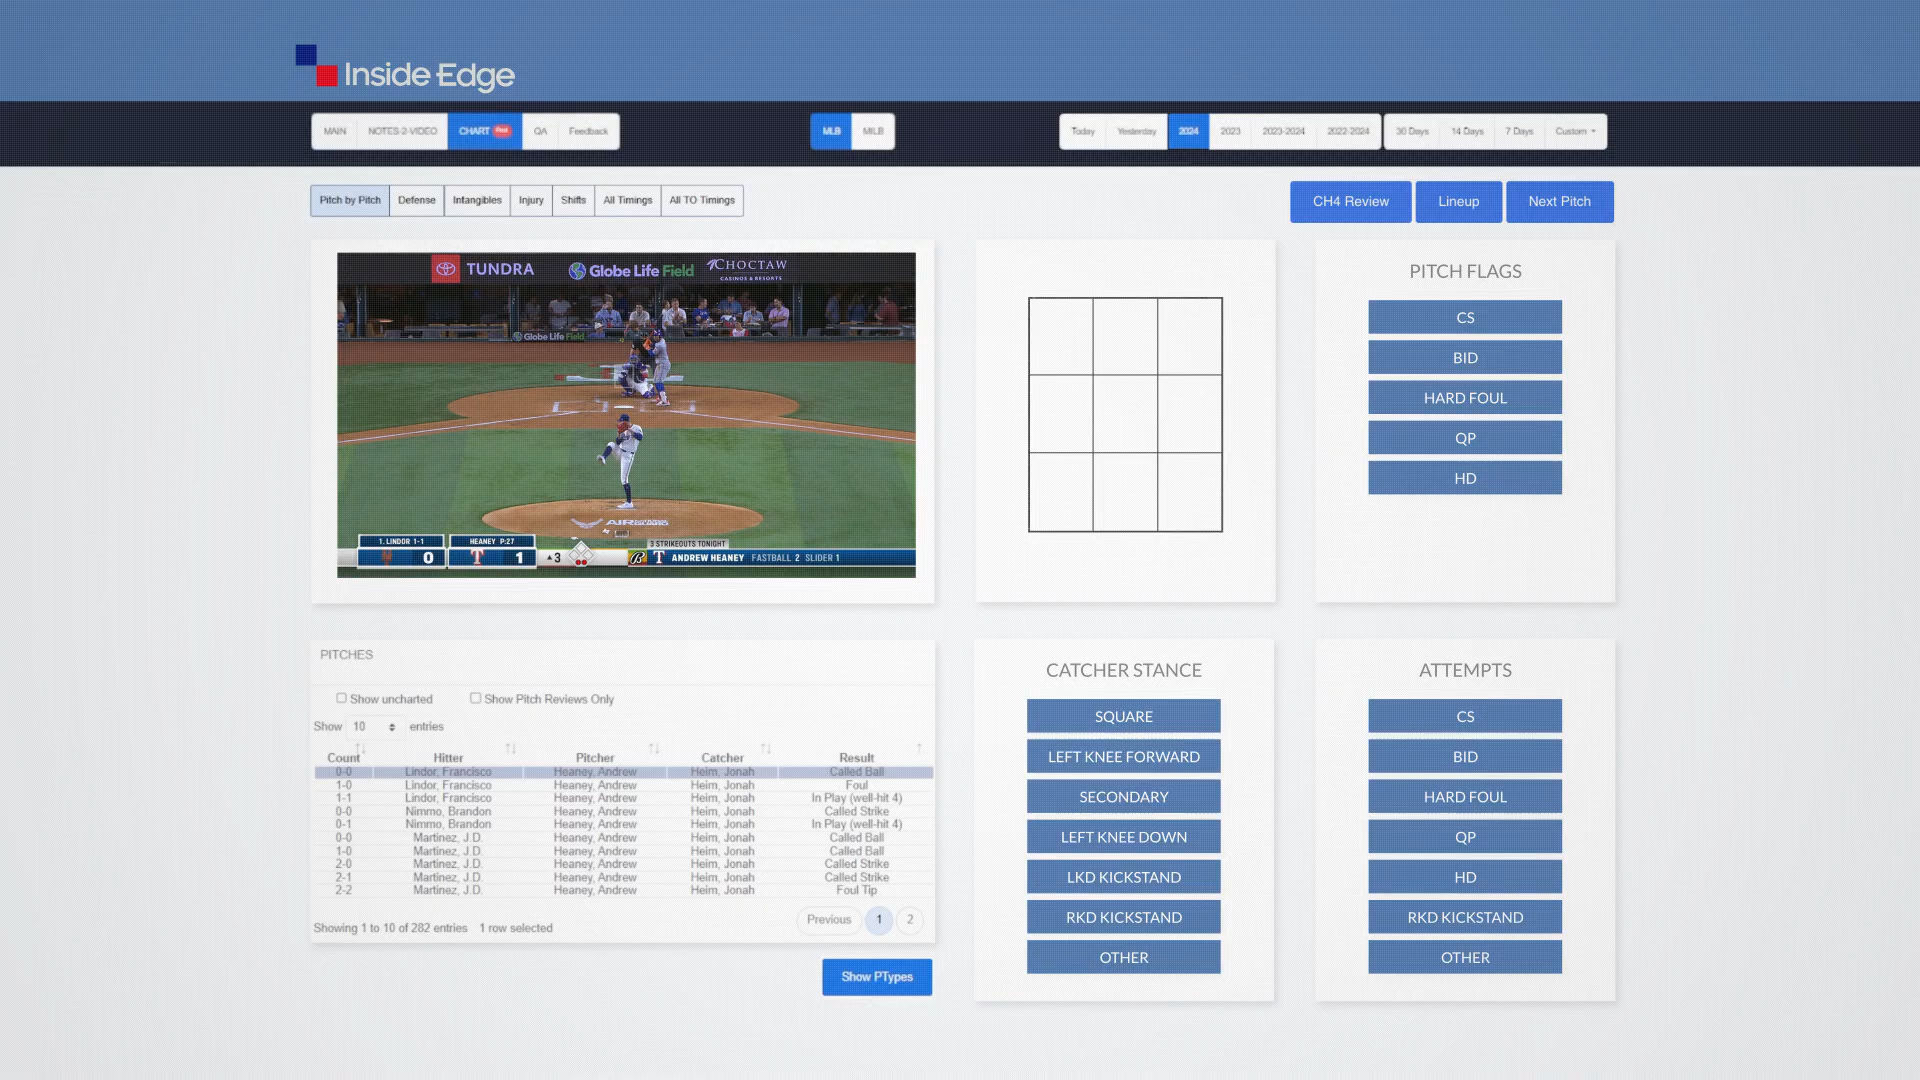 Inside Edge
MAIN NOTES-2-VIDEO CHART QA Feedback MLB MiLB Today Yesterday 2024 2023 2023-2024 2022-2024 30 Days 14 Days 7 Days Custom
Pitch by Pitch Defense Intangibles Injury Shifts All Timings All TO Timings CH4 Review Lineup Next Pitch
TUNDRA Globe Life Field CHOCTAW
CASINOS & RESORTS
Globe Life Field
3 STRIKEOUTS TONIGHT
1. LINDOR 1-1 HEANEY P:27
0 T 1 ▲3 B T ANDREW HEANEY FASTBALL 2 SLIDER 1
PITCH FLAGS
CS
BID
HARD FOUL
QP
HD
PITCHES
Show uncharted Show Pitch Reviews Only
Show 10 entries
Count Hitter Pitcher Catcher Result
0-0 Lindor, Francisco Heaney, Andrew Heim, Jonah Called Ball
1-0 Lindor, Francisco Heaney, Andrew Heim, Jonah Foul
1-1 Lindor, Francisco Heaney, Andrew Heim, Jonah In Play (well-hit 4)
0-0 Nimmo, Brandon Heaney, Andrew Heim, Jonah Called Strike
0-1 Nimmo, Brandon Heaney, Andrew Heim, Jonah In Play (well-hit 4)
0-0 Martinez, J.D. Heaney, Andrew Heim, Jonah Called Ball
1-0 Martinez, J.D. Heaney, Andrew Heim, Jonah Called Ball
2-0 Martinez, J.D. Heaney, Andrew Heim, Jonah Called Strike
2-1 Martinez, J.D. Heaney, Andrew Heim, Jonah Called Strike
2-2 Martinez, J.D. Heaney, Andrew Heim, Jonah Foul Tip
Showing 1 to 10 of 282 entries 1 row selected Previous 1 2
Show PTypes
CATCHER STANCE
SQUARE
LEFT KNEE FORWARD
SECONDARY
LEFT KNEE DOWN
LKD KICKSTAND
RKD KICKSTAND
OTHER
ATTEMPTS
CS
BID
HARD FOUL
QP
HD
RKD KICKSTAND
OTHER